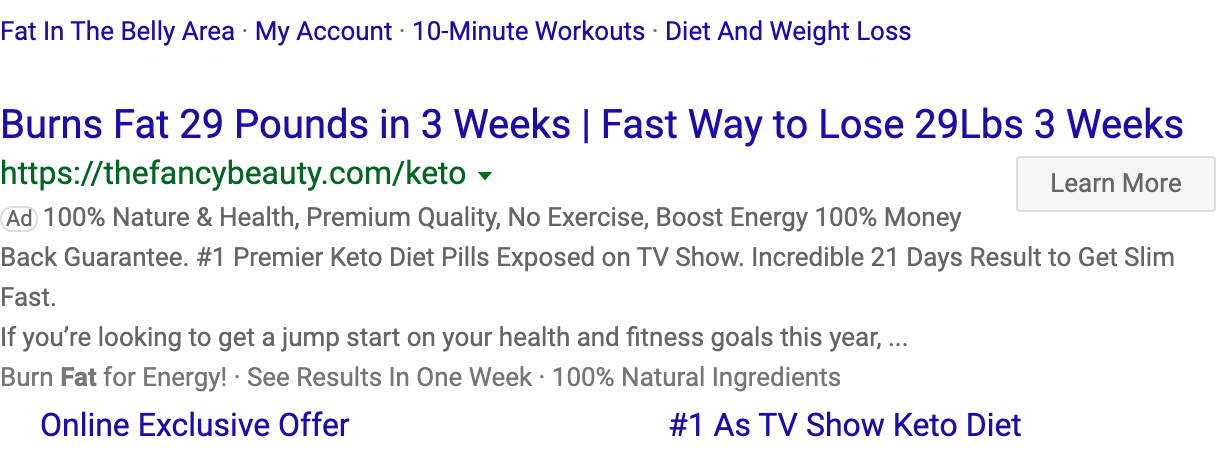 Fat In The Belly Area · My Account · 10-Minute Workouts · Diet And Weight Loss
Burns Fat 29 Pounds in 3 Weeks | Fast Way to Lose 29Lbs 3 Weeks
https://thefancybeauty.com/keto
Learn More
Ad 100% Nature & Health, Premium Quality, No Exercise, Boost Energy 100% Money
Back Guarantee. #1 Premier Keto Diet Pills Exposed on TV Show. Incredible 21 Days Result to Get Slim
Fast.
If you’re looking to get a jump start on your health and fitness goals this year, ...
Burn Fat for Energy! · See Results In One Week · 100% Natural Ingredients
Online Exclusive Offer
#1 As TV Show Keto Diet